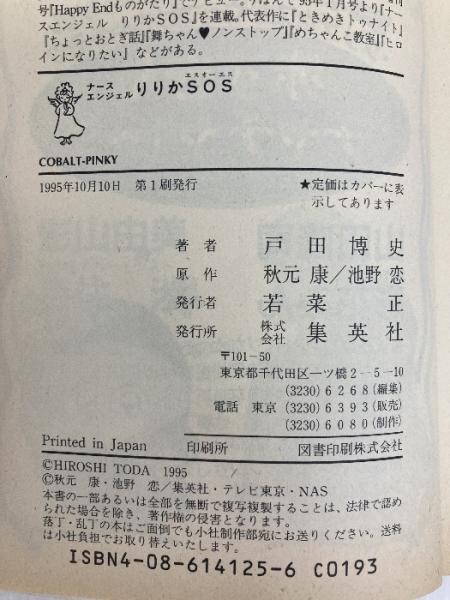 号『Happy Endものがたり』でデビュー。りぼんで'95年1月号より『ナー
スエンジェル りりかSOS』を連載。代表作に『ときめきトゥナイト』
『ちょっとおとぎ話』『舞ちゃん♥ノンストップ』『めちゃんこ教室』『ヒロ
インになりたい』などがある。
ナース
エンジェル りりかSOS
エスオーエス
COBALT-PINKY
1995年10月10日 第1刷発行
★定価はカバーに表
示してあります
著者 戸田博史
原作 秋元 康/池野 恋
発行者 若菜 正
発行所 株式会社 集英社
〒101-50
東京都千代田区一ツ橋2-5-10
(3230)6268(編集)
電話 東京 (3230)6393(販売)
(3230)6080(制作)
Printed in Japan 印刷所 図書印刷株式会社
©HIROSHI TODA 1995
©秋元 康・池野 恋/集英社・テレビ東京・NAS
本書の一部あるいは全部を無断で複写複製することは、法律で認め
られた場合を除き、著作権の侵害となります。
落丁・乱丁の本はご面倒でも小社制作部宛にお送りください。送料
は小社負担でお取り替えいたします。
ISBN4-08-614125-6 C0193